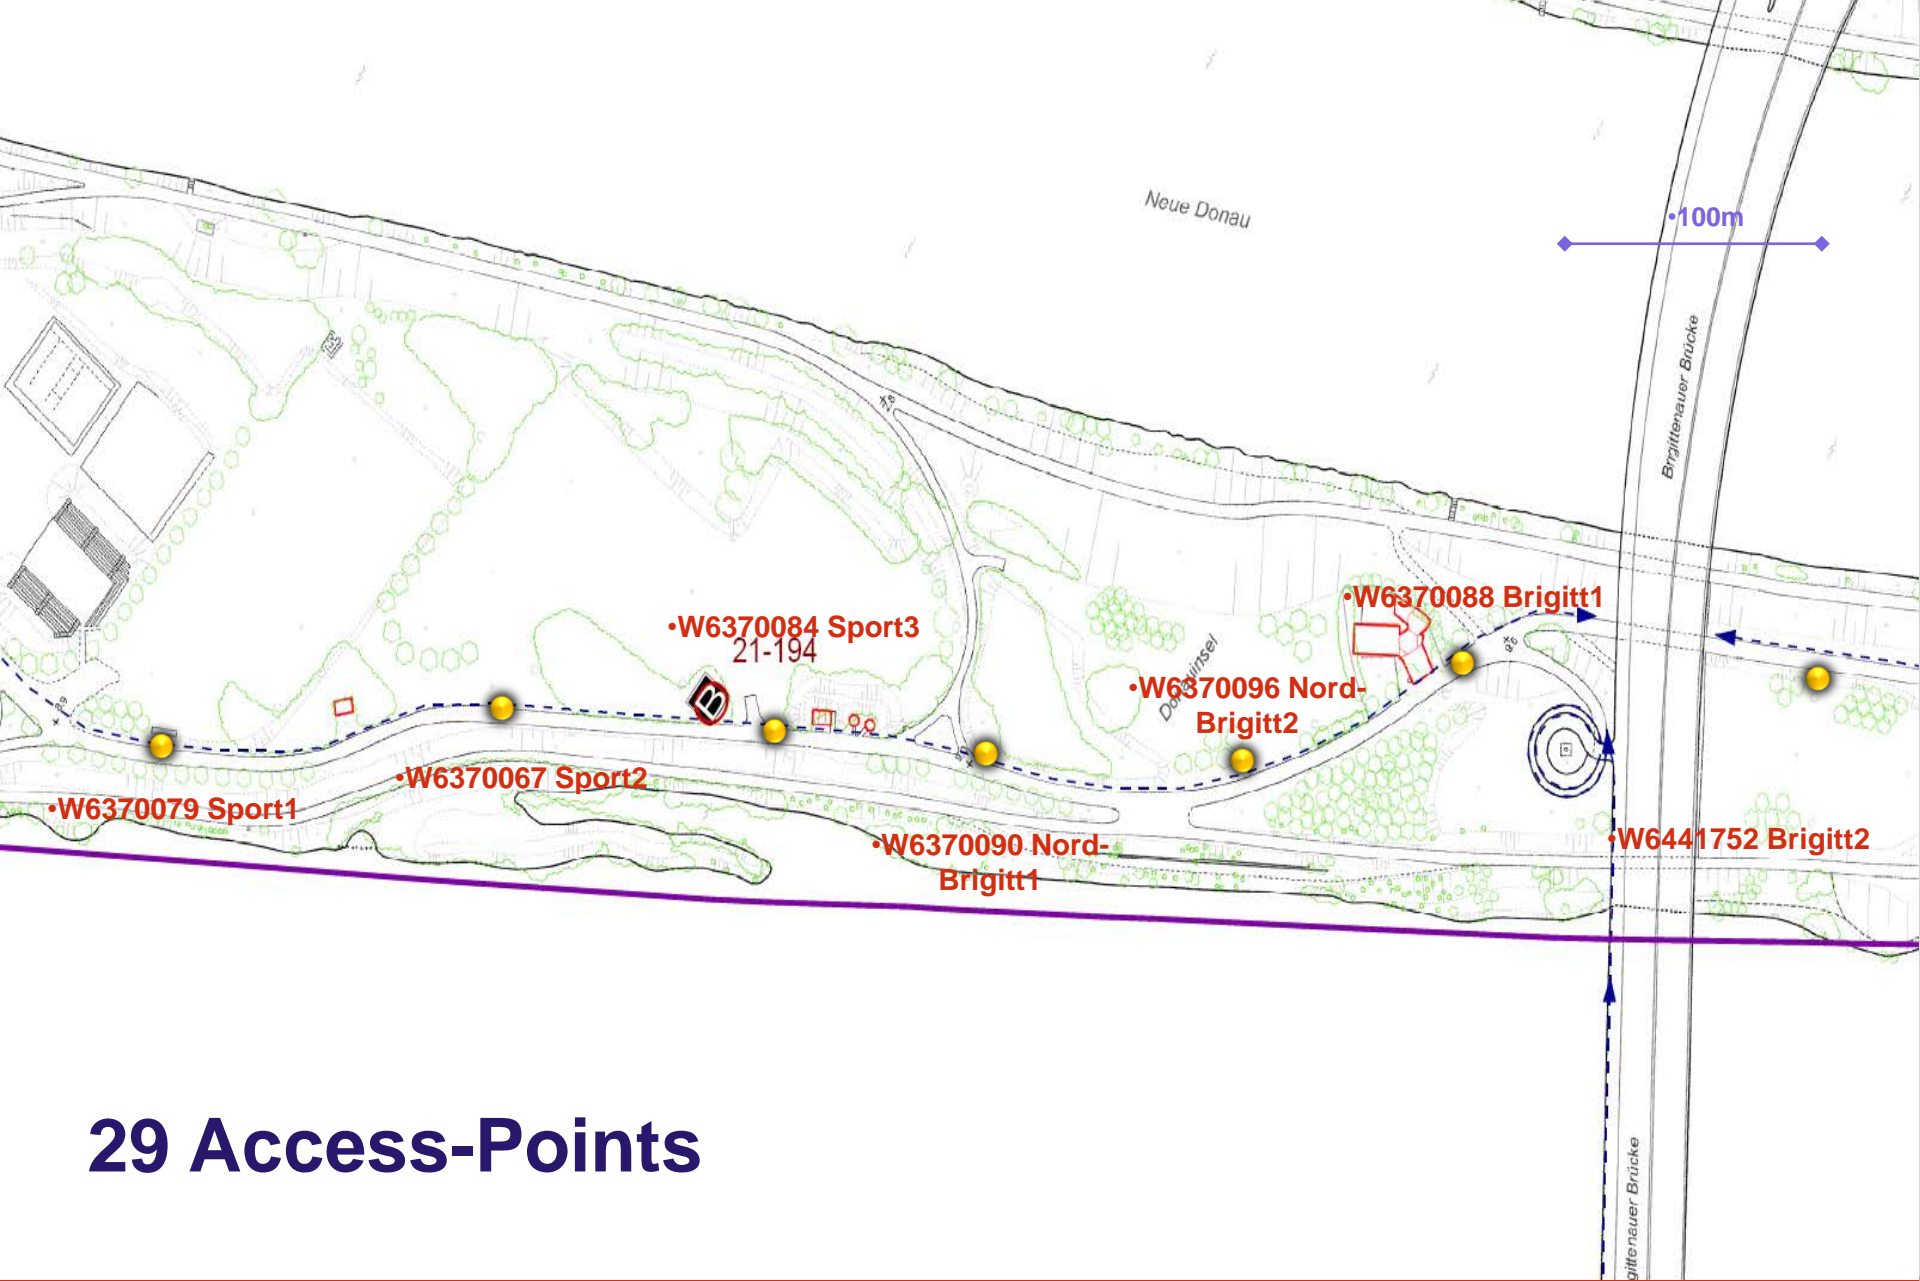 Neue Donau
•100m
Brigittenauer Brücke
•W6370088 Brigitt1
•W6370084 Sport3
21-194
Donauinsel
•W6370096 Nord-
Brigitt2
B
•W6370067 Sport2
•W6370079 Sport1
•W6370090 Nord-
Brigitt1
•W6441752 Brigitt2
29 Access-Points
gittenauer Brücke